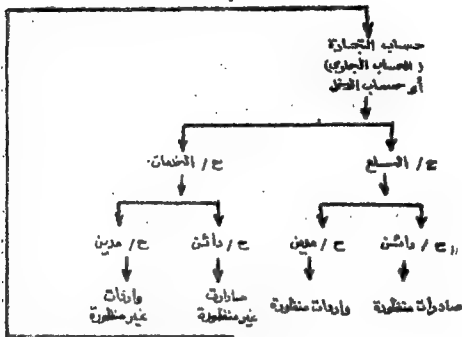 حساب التجارة
(الحساب الجارى)
أو حساب الدخل
ح / السلع
ح / الخدمات
ح / دائن
ح / مدين
ح / دائن
ح / مدين
صادرات منظورة
واردات منظورة
صادرات
غير منظورة
واردات
غير منظورة